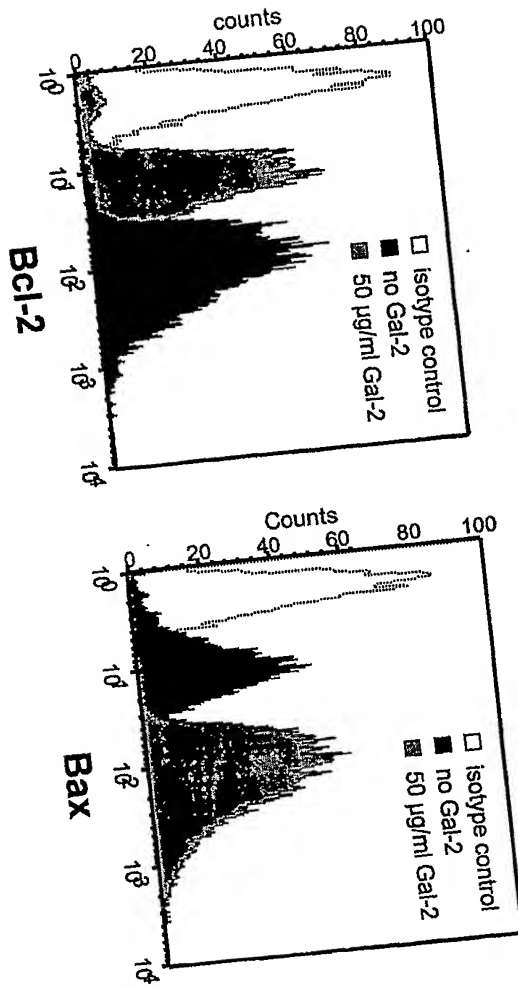 counts
100
80
60
40
20
0
isotype control
no Gal-2
50 µg/ml Gal-2
10⁰ 10¹ 10² 10³ 10⁴
Bcl-2
Counts
100
80
60
40
20
0
isotype control
no Gal-2
50 µg/ml Gal-2
10⁰ 10¹ 10² 10³ 10⁴
Bax